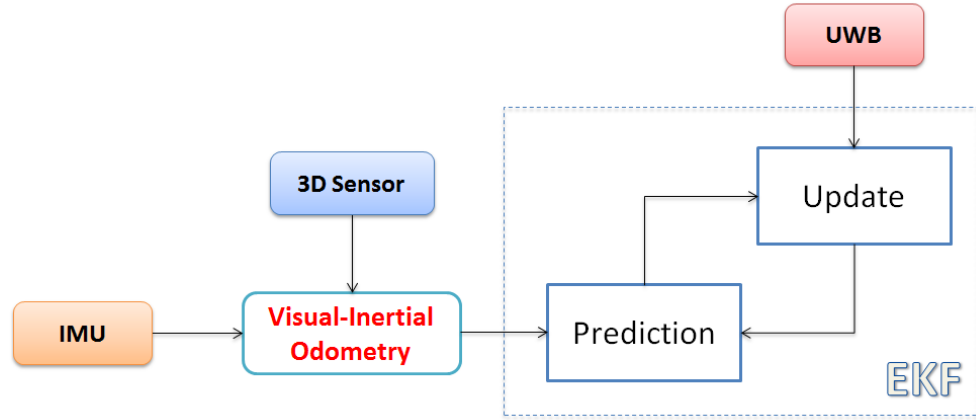 UWB
3D Sensor
Update
IMU
Visual-Inertial
Odometry
Prediction
EKF